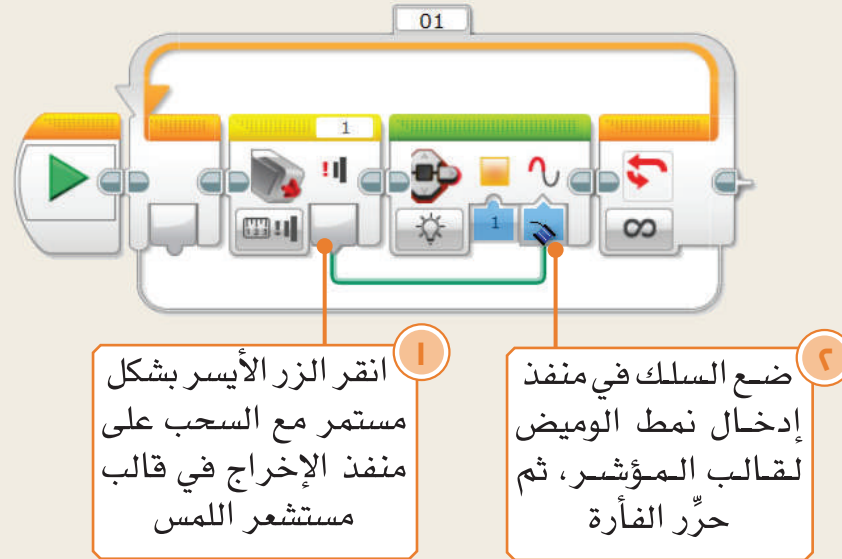 01
1
1
∞
١
انقر الزر الأيسر بشكل
مستمر مع السحب على
منفذ الإخراج في قالب
مستشعر اللمس
٢
ضع السلك في منفذ
إدخال نمط الوميض
لقالب المؤشر، ثم
حرِّر الفأرة